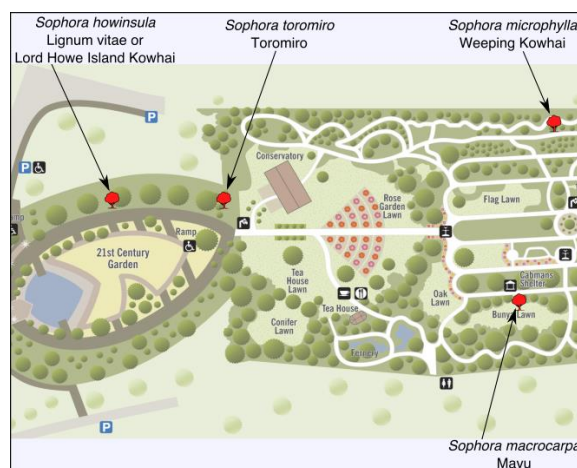 Sophora howinsula
Lignum vitae or
Lord Howe Island Kowhai
Sophora toromiro
Toromiro
Sophora microphylla
Weeping Kowhai
P
P
Conservatory
Rose
Garden
Lawn
Flag Lawn
21st Century
Garden
Ramp
Tea
House
Lawn
Tea House
Oak
Lawn
Cabmans
Shelter
Conifer
Lawn
Fernery
P
Sophora macrocarpa
Mayu